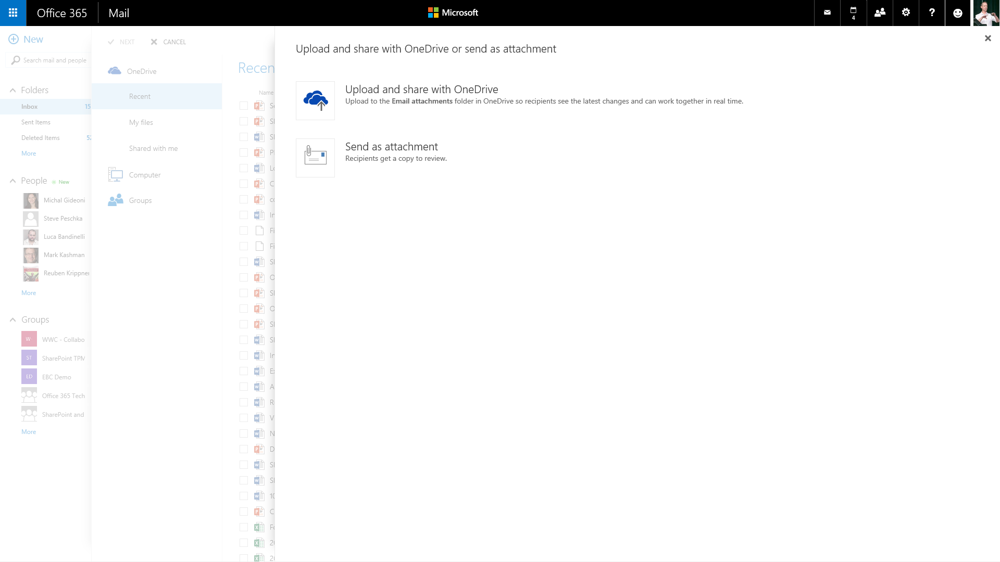 Office 365
Mail
Microsoft
4
?
New
Search mail and people
Folders
Inbox 15
Sent Items
Deleted Items 52
More
People New
Michal Gideoni
Steve Peschka
Luca Bandinelli
Mark Kashman
Reuben Krippner
More
Groups
W- WWC - Collabo
ST SharePoint TPM
ED EBC Demo
Office 365 Tech
SharePoint and
More
NEXT CANCEL
OneDrive
Recent
My files
Shared with me
Computer
Groups
Recen
Name
Upload and share with OneDrive or send as attachment
Upload and share with OneDrive
Upload to the Email attachments folder in OneDrive so recipients see the latest changes and can work together in real time.
Send as attachment
Recipients get a copy to review.